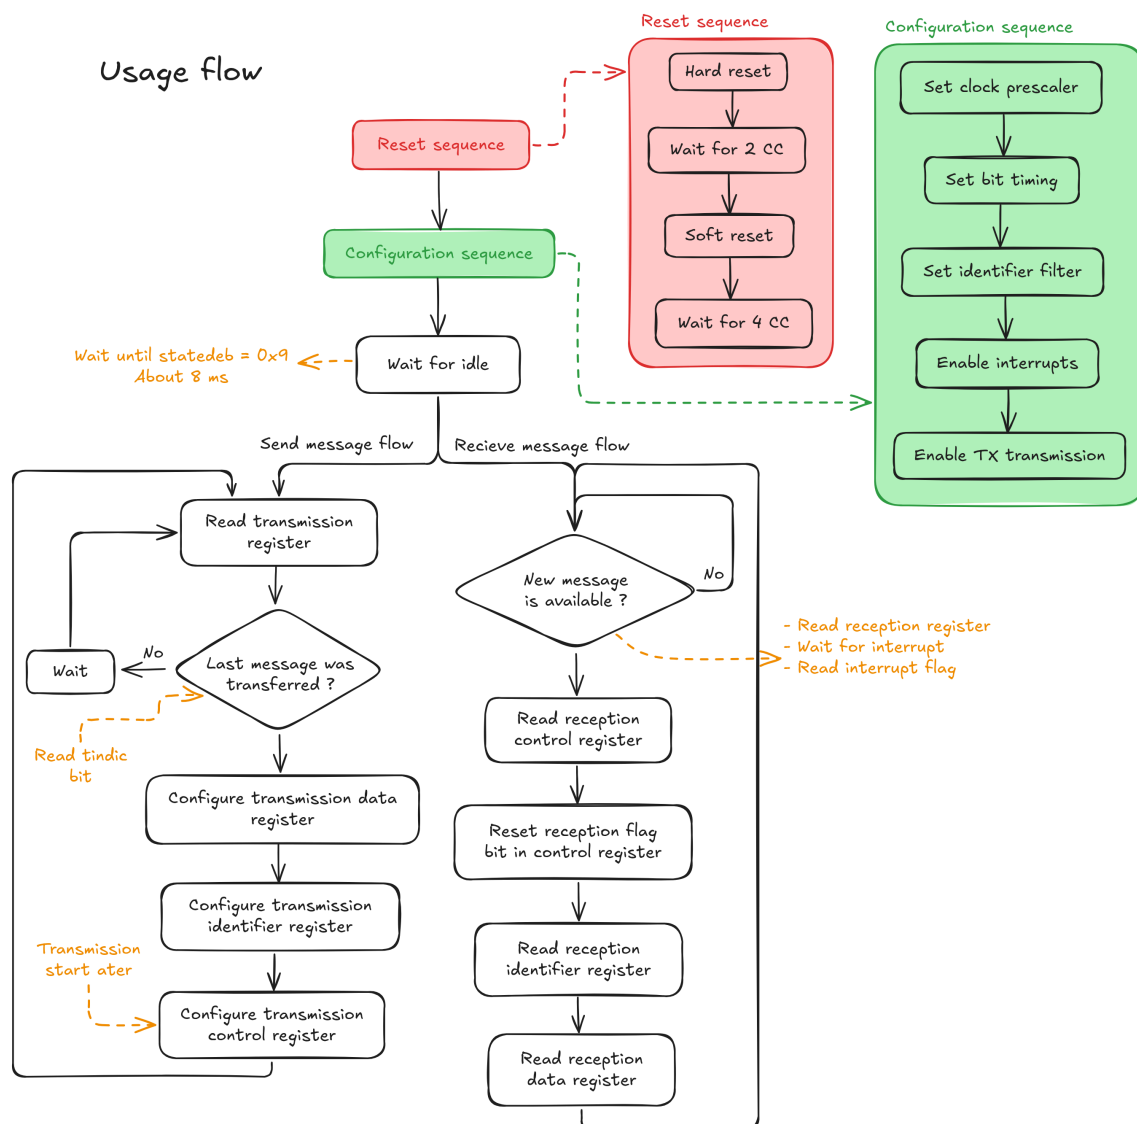 Usage flow
Reset sequence
Configuration sequence
Wait until statedeb = 0x9
About 8 ms
Wait for idle
Reset sequence
Hard reset
Wait for 2 CC
Soft reset
Wait for 4 CC
Configuration sequence
Set clock prescaler
Set bit timing
Set identifier filter
Enable interrupts
Enable TX transmission
Send message flow
Read transmission
register
Last message was
transferred ?
No
Wait
Read tindic
bit
Configure transmission data
register
Configure transmission
identifier register
Transmission
start ater
Configure transmission
control register
Recieve message flow
New message
is available ?
No
- Read reception register
- Wait for interrupt
- Read interrupt flag
Read reception
control register
Reset reception flag
bit in control register
Read reception
identifier register
Read reception
data register